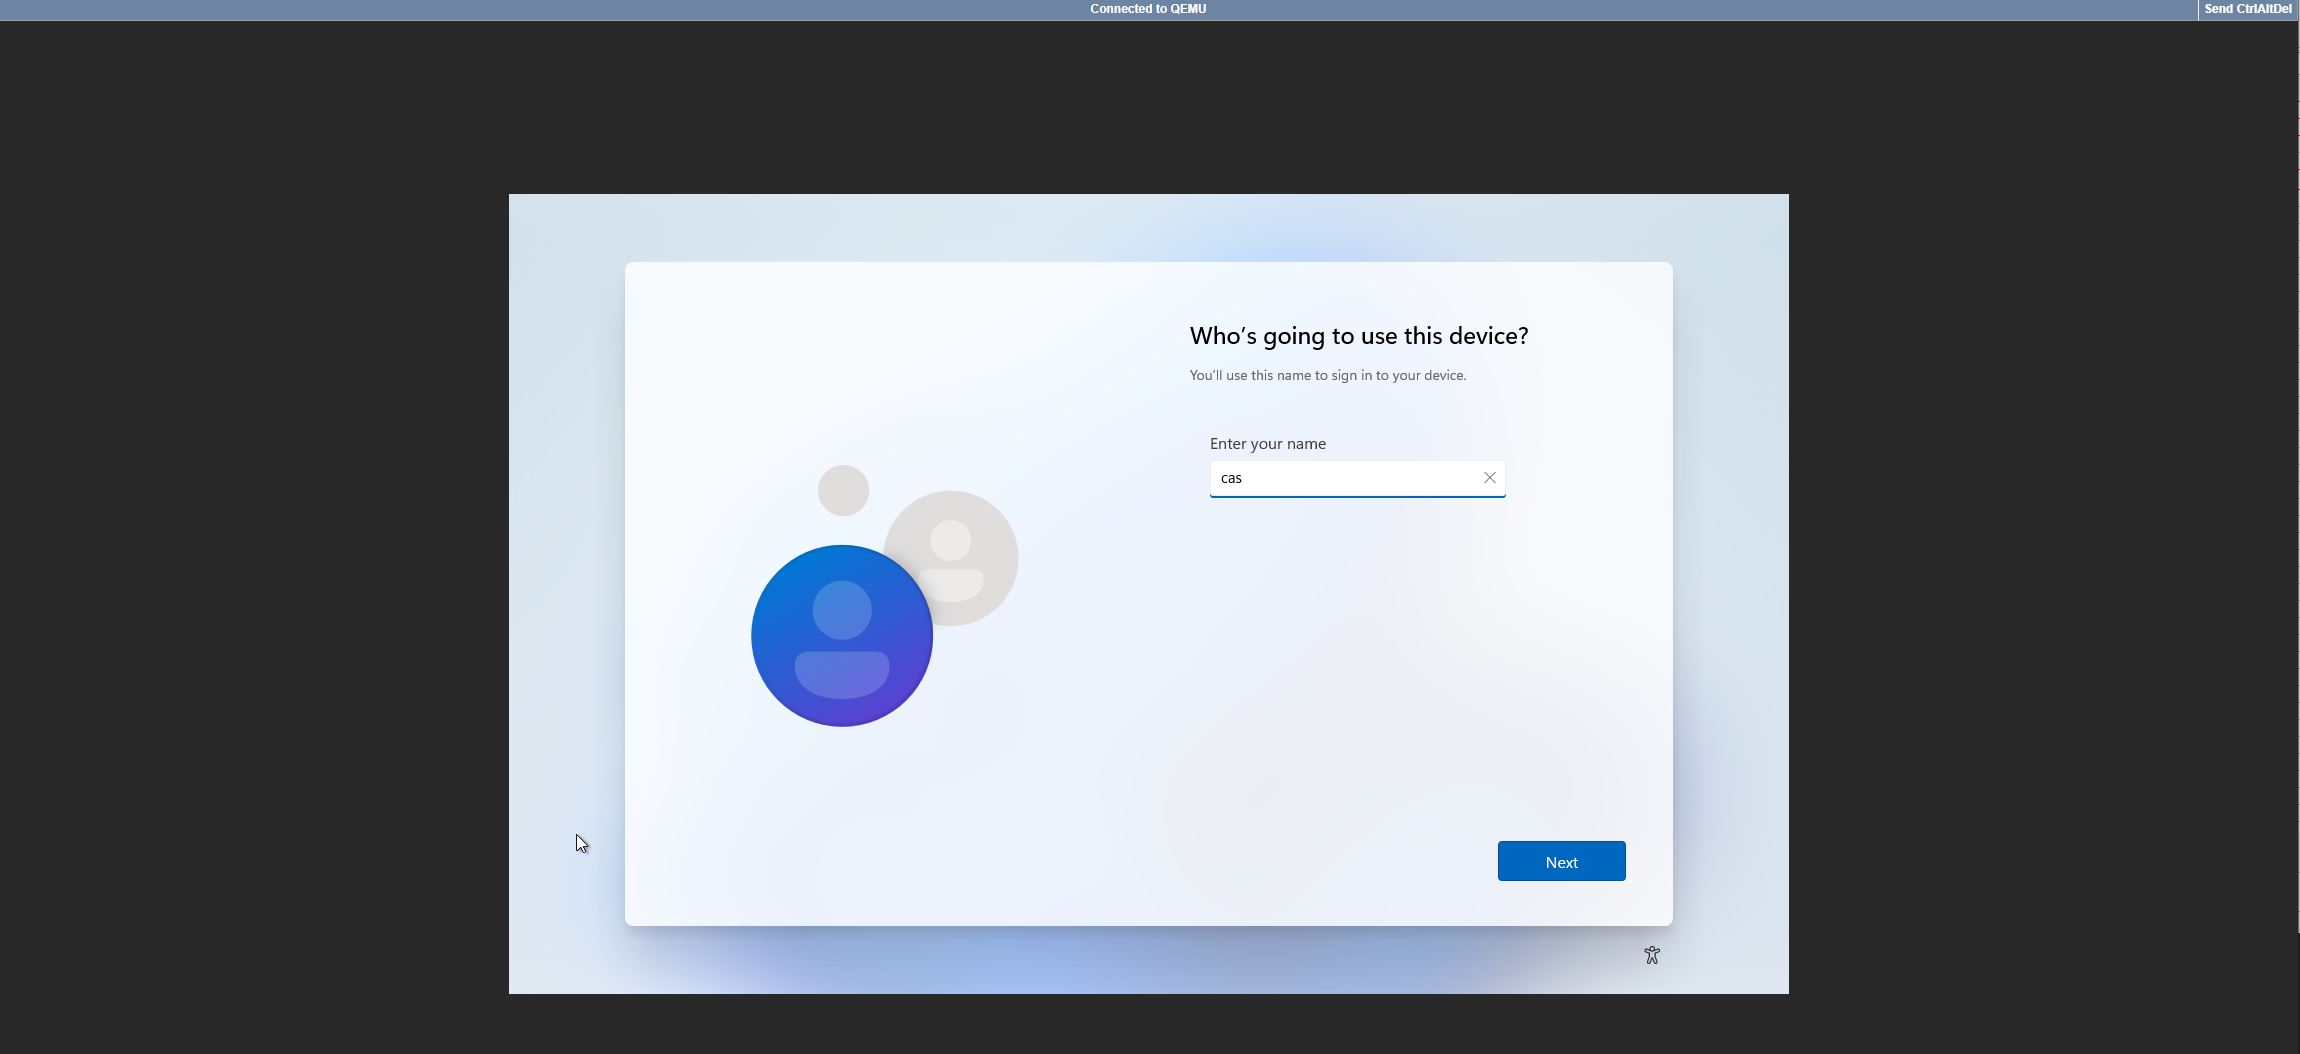 Connected to QEMU
Send CtrlAltDel
Who's going to use this device?
You'll use this name to sign in to your device.
Enter your name
cas
Next